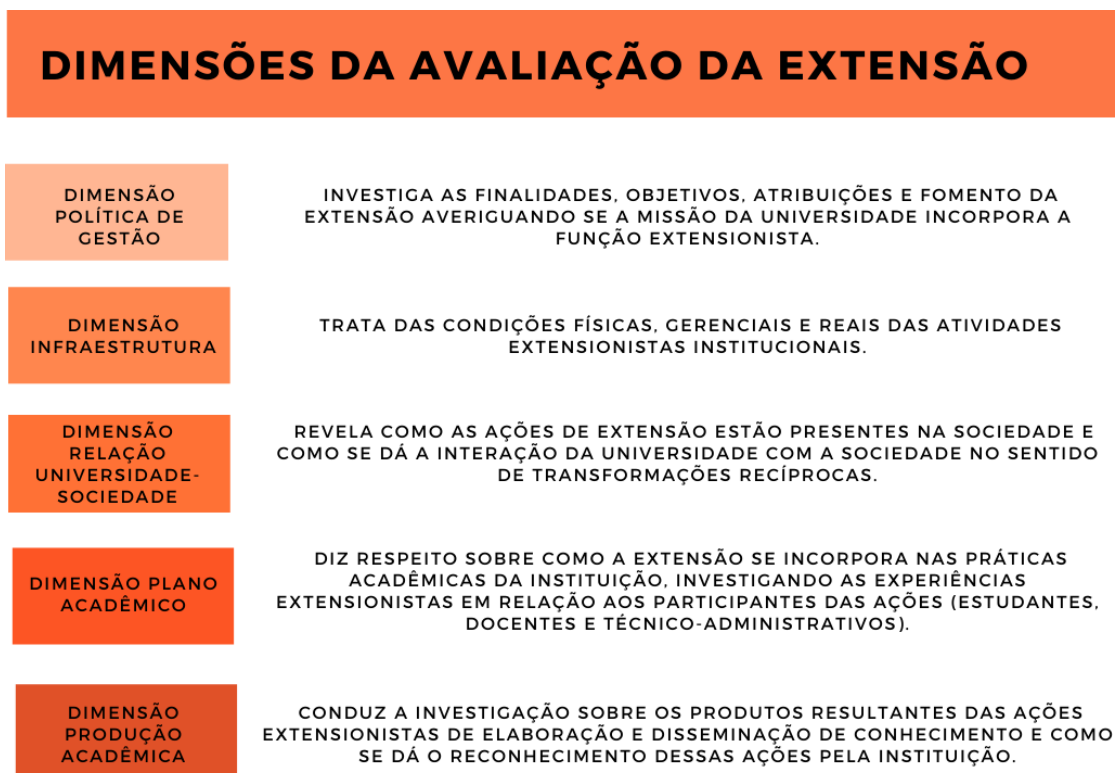 DIMENSÕES DA AVALIAÇÃO DA EXTENSÃO
DIMENSÃO
POLÍTICA DE
GESTÃO
INVESTIGA AS FINALIDADES, OBJETIVOS, ATRIBUIÇÕES E FOMENTO DA
EXTENSÃO AVERIGUANDO SE A MISSÃO DA UNIVERSIDADE INCORPORA A
FUNÇÃO EXTENSIONISTA.
DIMENSÃO
INFRAESTRUTURA
TRATA DAS CONDIÇÕES FÍSICAS, GERENCIAIS E REAIS DAS ATIVIDADES
EXTENSIONISTAS INSTITUCIONAIS.
DIMENSÃO
RELAÇÃO
UNIVERSIDADE-
SOCIEDADE
REVELA COMO AS AÇÕES DE EXTENSÃO ESTÃO PRESENTES NA SOCIEDADE E
COMO SE DÁ A INTERAÇÃO DA UNIVERSIDADE COM A SOCIEDADE NO SENTIDO
DE TRANSFORMAÇÕES RECÍPROCAS.
DIMENSÃO PLANO
ACADÊMICO
DIZ RESPEITO SOBRE COMO A EXTENSÃO SE INCORPORA NAS PRÁTICAS
ACADÊMICAS DA INSTITUIÇÃO, INVESTIGANDO AS EXPERIÊNCIAS
EXTENSIONISTAS EM RELAÇÃO AOS PARTICIPANTES DAS AÇÕES (ESTUDANTES,
DOCENTES E TÉCNICO-ADMINISTRATIVOS).
DIMENSÃO
PRODUÇÃO
ACADÊMICA
CONDUZ A INVESTIGAÇÃO SOBRE OS PRODUTOS RESULTANTES DAS AÇÕES
EXTENSIONISTAS DE ELABORAÇÃO E DISSEMINAÇÃO DE CONHECIMENTO E COMO
SE DÁ O RECONHECIMENTO DESSAS AÇÕES PELA INSTITUIÇÃO.